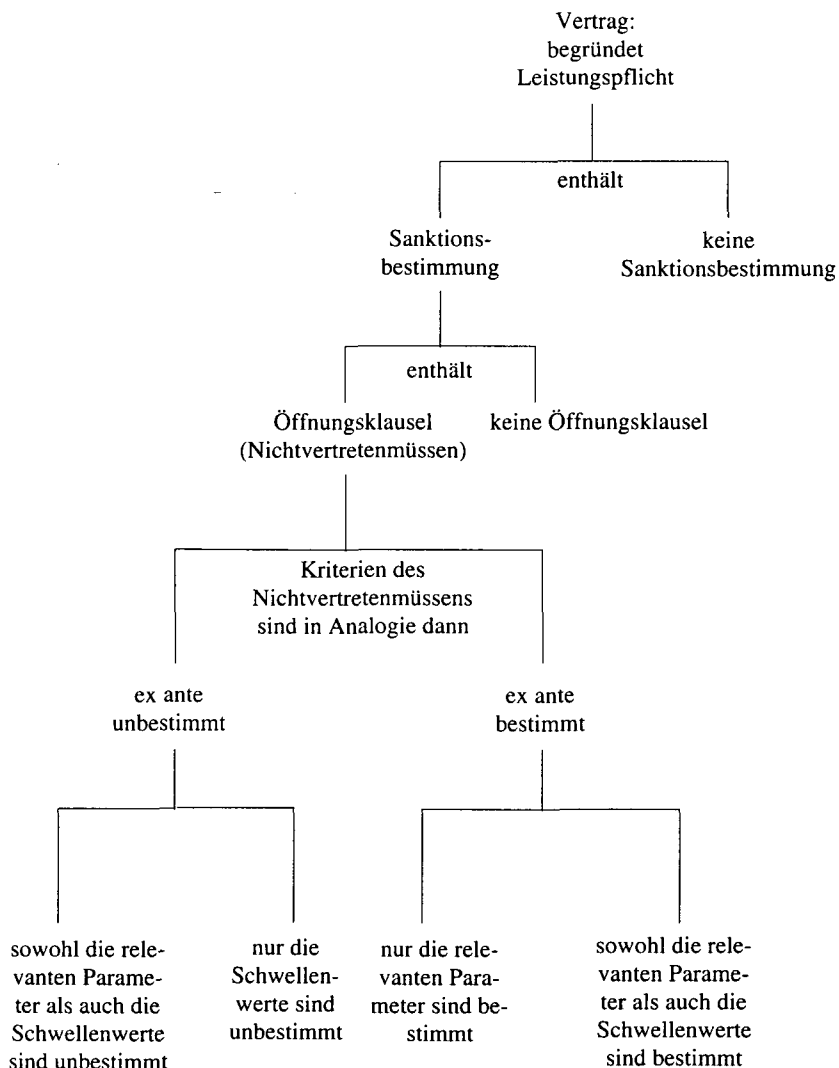 Vertrag:
begründet
Leistungspflicht
enthält
Sanktions-
bestimmung
keine
Sanktionsbestimmung
enthält
Öffnungsklausel
(Nichtvertretenmüssen)
keine Öffnungsklausel
Kriterien des
Nichtvertretenmüssens
sind in Analogie dann
ex ante
unbestimmt
ex ante
bestimmt
sowohl die rele-
vanten Parame-
ter als auch die
Schwellenwerte
sind unbestimmt
nur die
Schwellen-
werte sind
unbestimmt
nur die rele-
vanten Para-
meter sind be-
stimmt
sowohl die rele-
vanten Parame-
ter als auch die
Schwellenwerte
sind bestimmt